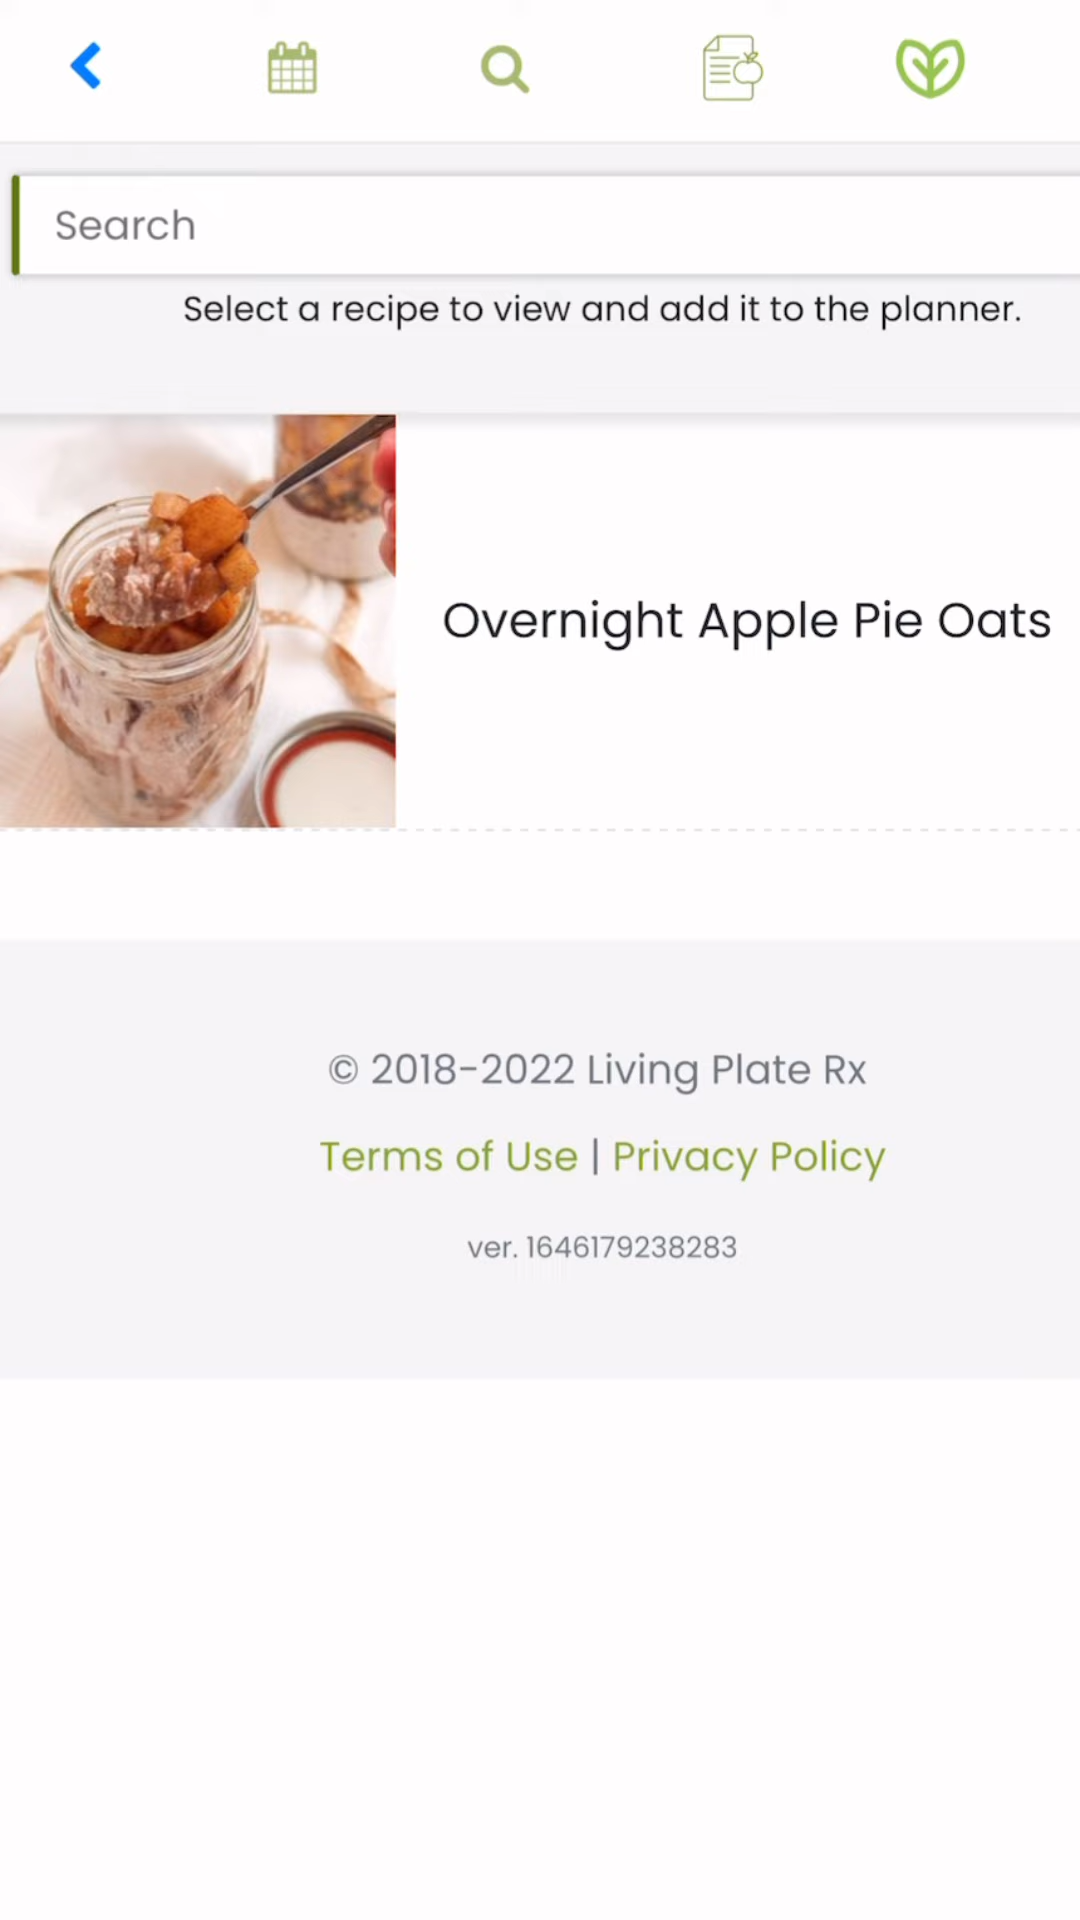 Search
Select a recipe to view and add it to the planner.
Overnight Apple Pie Oats
© 2018-2022 Living Plate Rx
Terms of Use | Privacy Policy
ver. 1646179238283